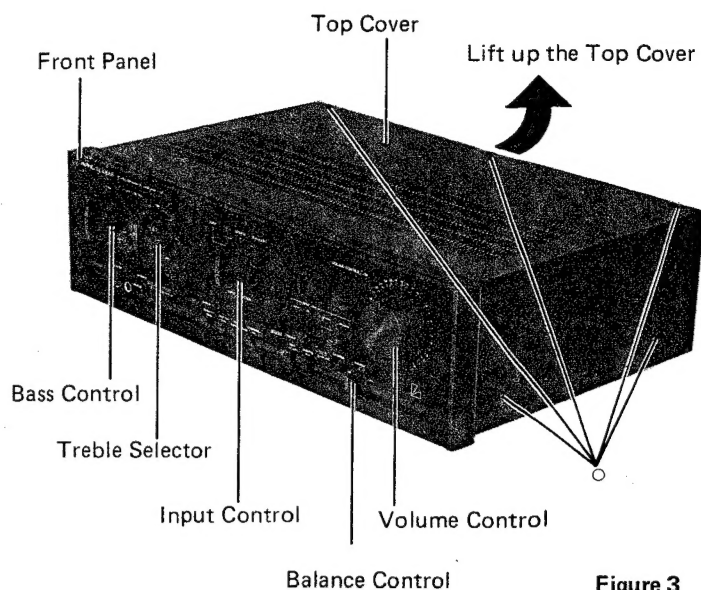 Top Cover
Front Panel
Lift up the Top Cover
Bass Control
Treble Selector
Input Control
Volume Control
Balance Control
Figure 3